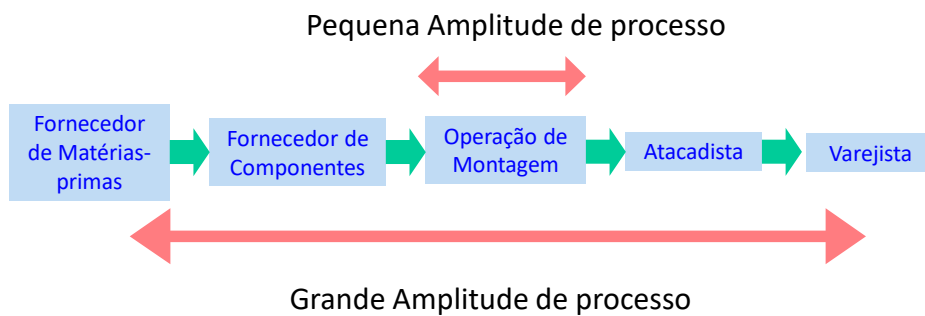 Pequena Amplitude de processo
Fornecedor
de Matérias-
primas
Fornecedor de
Componentes
Operação de
Montagem
Atacadista
Varejista
Grande Amplitude de processo